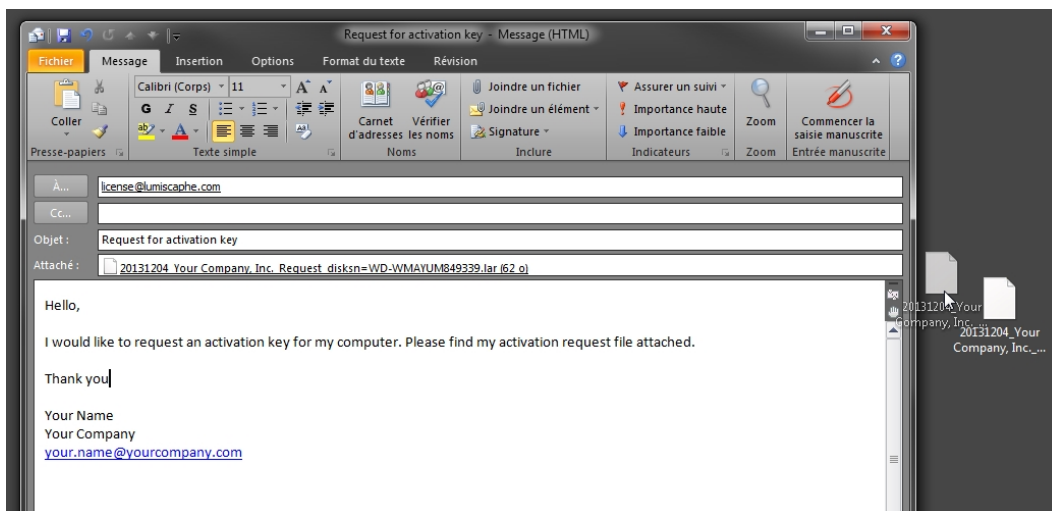 Request for activation key - Message (HTML)
Fichier Message Insertion Options Format du texte Révision
Coller
Calibri (Corps) 11
G I S
Carnet d'adresses
Vérifier les noms
Joindre un fichier
Joindre un élément
Signature
Assurer un suivi
Importance haute
Importance faible
Zoom
Commencer la saisie manuscrite
Presse-papiers Texte simple Noms Inclure Indicateurs Zoom Entrée manuscrite
À... license@lumiscaphe.com
Cc...
Objet : Request for activation key
Attaché : 20131204_Your Company, Inc._Request_disksn=WD-WMAYUM849339.lar (62 o)
Hello,
I would like to request an activation key for my computer. Please find my activation request file attached.
Thank you
Your Name
Your Company
your.name@yourcompany.com
20131204_Your
Company, Inc._...
20131204_Your
Company, Inc._...